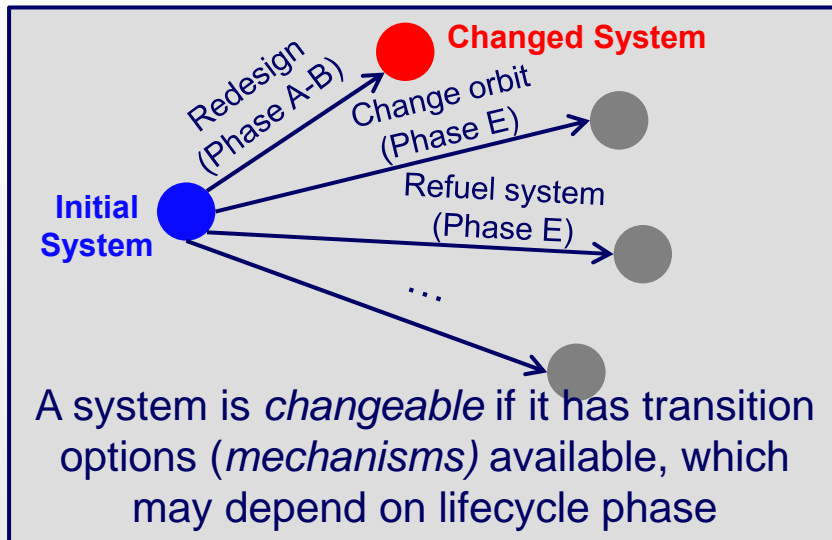 Changed System
Redesign
(Phase A-B)
Change orbit
(Phase E)
Refuel system
(Phase E)
Initial
System
...
A system is changeable if it has transition
options (mechanisms) available, which
may depend on lifecycle phase